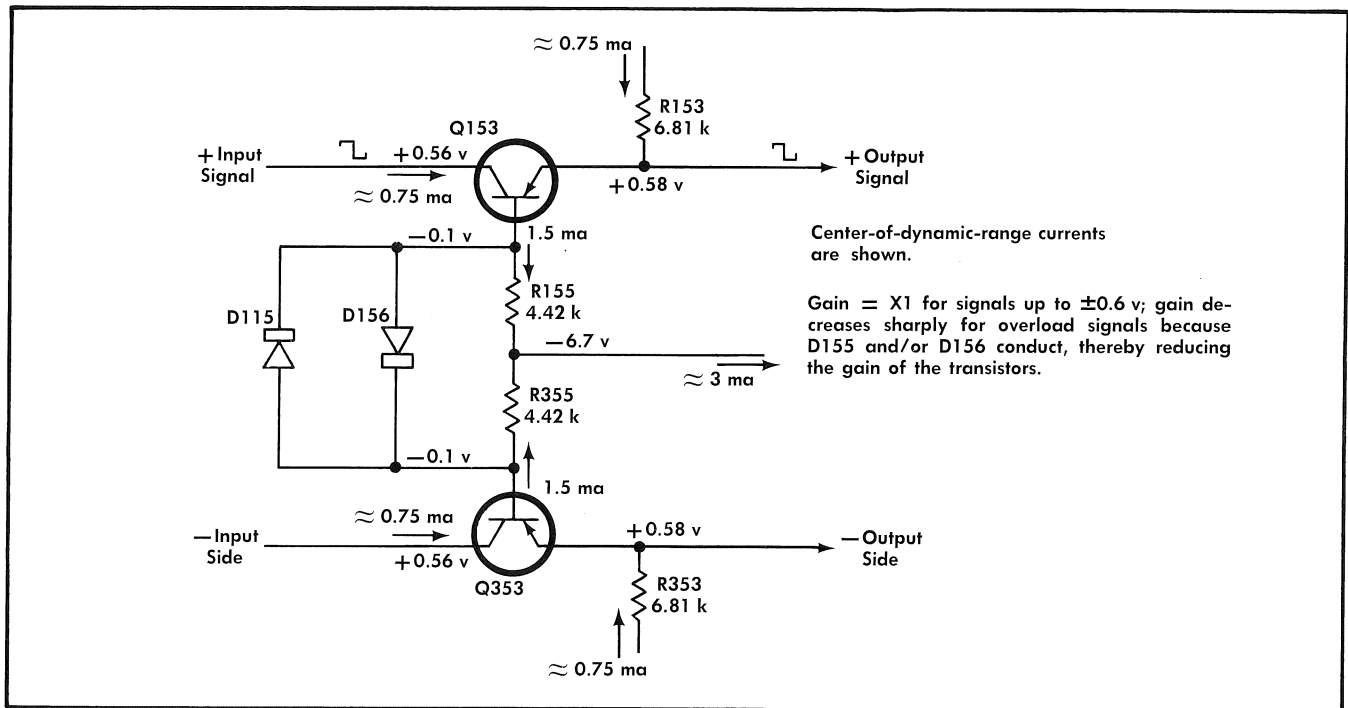 ≈ 0.75 ma
R153
6.81 k
Q153
+ Input
Signal
+0.56 v
≈ 0.75 ma
+0.58 v
+ Output
Signal
−0.1 v
1.5 ma
Center-of-dynamic-range currents
are shown.
R155
4.42 k
D115
D156
Gain = X1 for signals up to ±0.6 v; gain de-
creases sharply for overload signals because
D155 and/or D156 conduct, thereby reducing
the gain of the transistors.
−6.7 v
≈ 3 ma
R355
4.42 k
−0.1 v
1.5 ma
≈ 0.75 ma
− Input
Side
+0.56 v
Q353
+0.58 v
− Output
Side
R353
6.81 k
≈ 0.75 ma